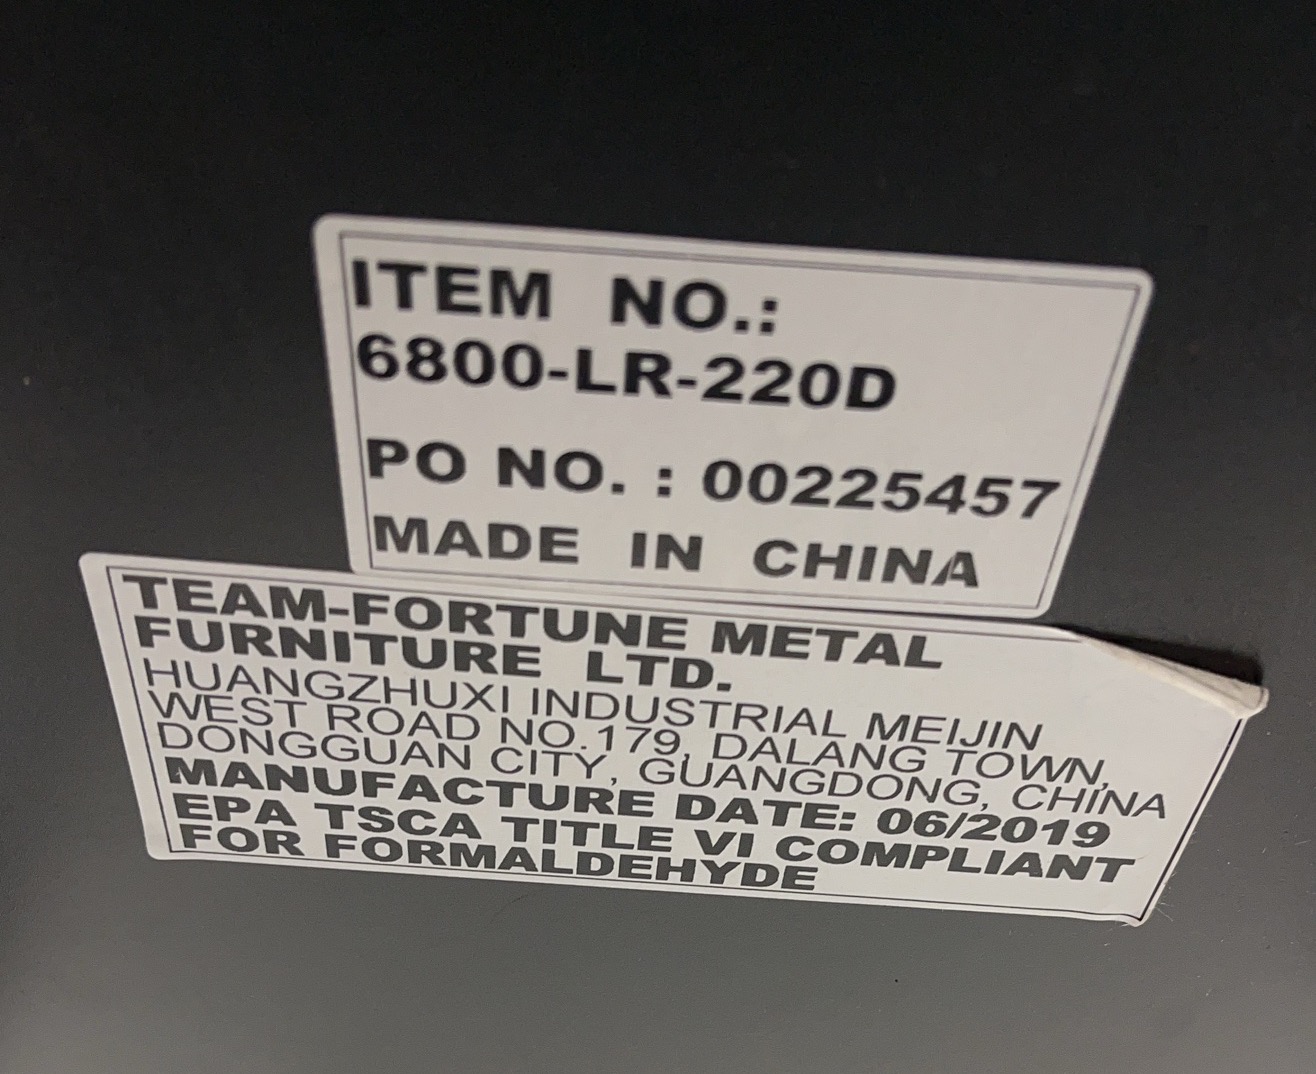 ITEM NO.:
6800-LR-220D
PO NO. : 00225457
MADE IN CHINA
TEAM-FORTUNE METAL
FURNITURE LTD.
HUANGZHUXI INDUSTRIAL MEIJIN
WEST ROAD NO.179, DALANG TOWN,
DONGGUAN CITY, GUANGDONG, CHINA
MANUFACTURE DATE: 06/2019
EPA TSCA TITLE VI COMPLIANT
FOR FORMALDEHYDE